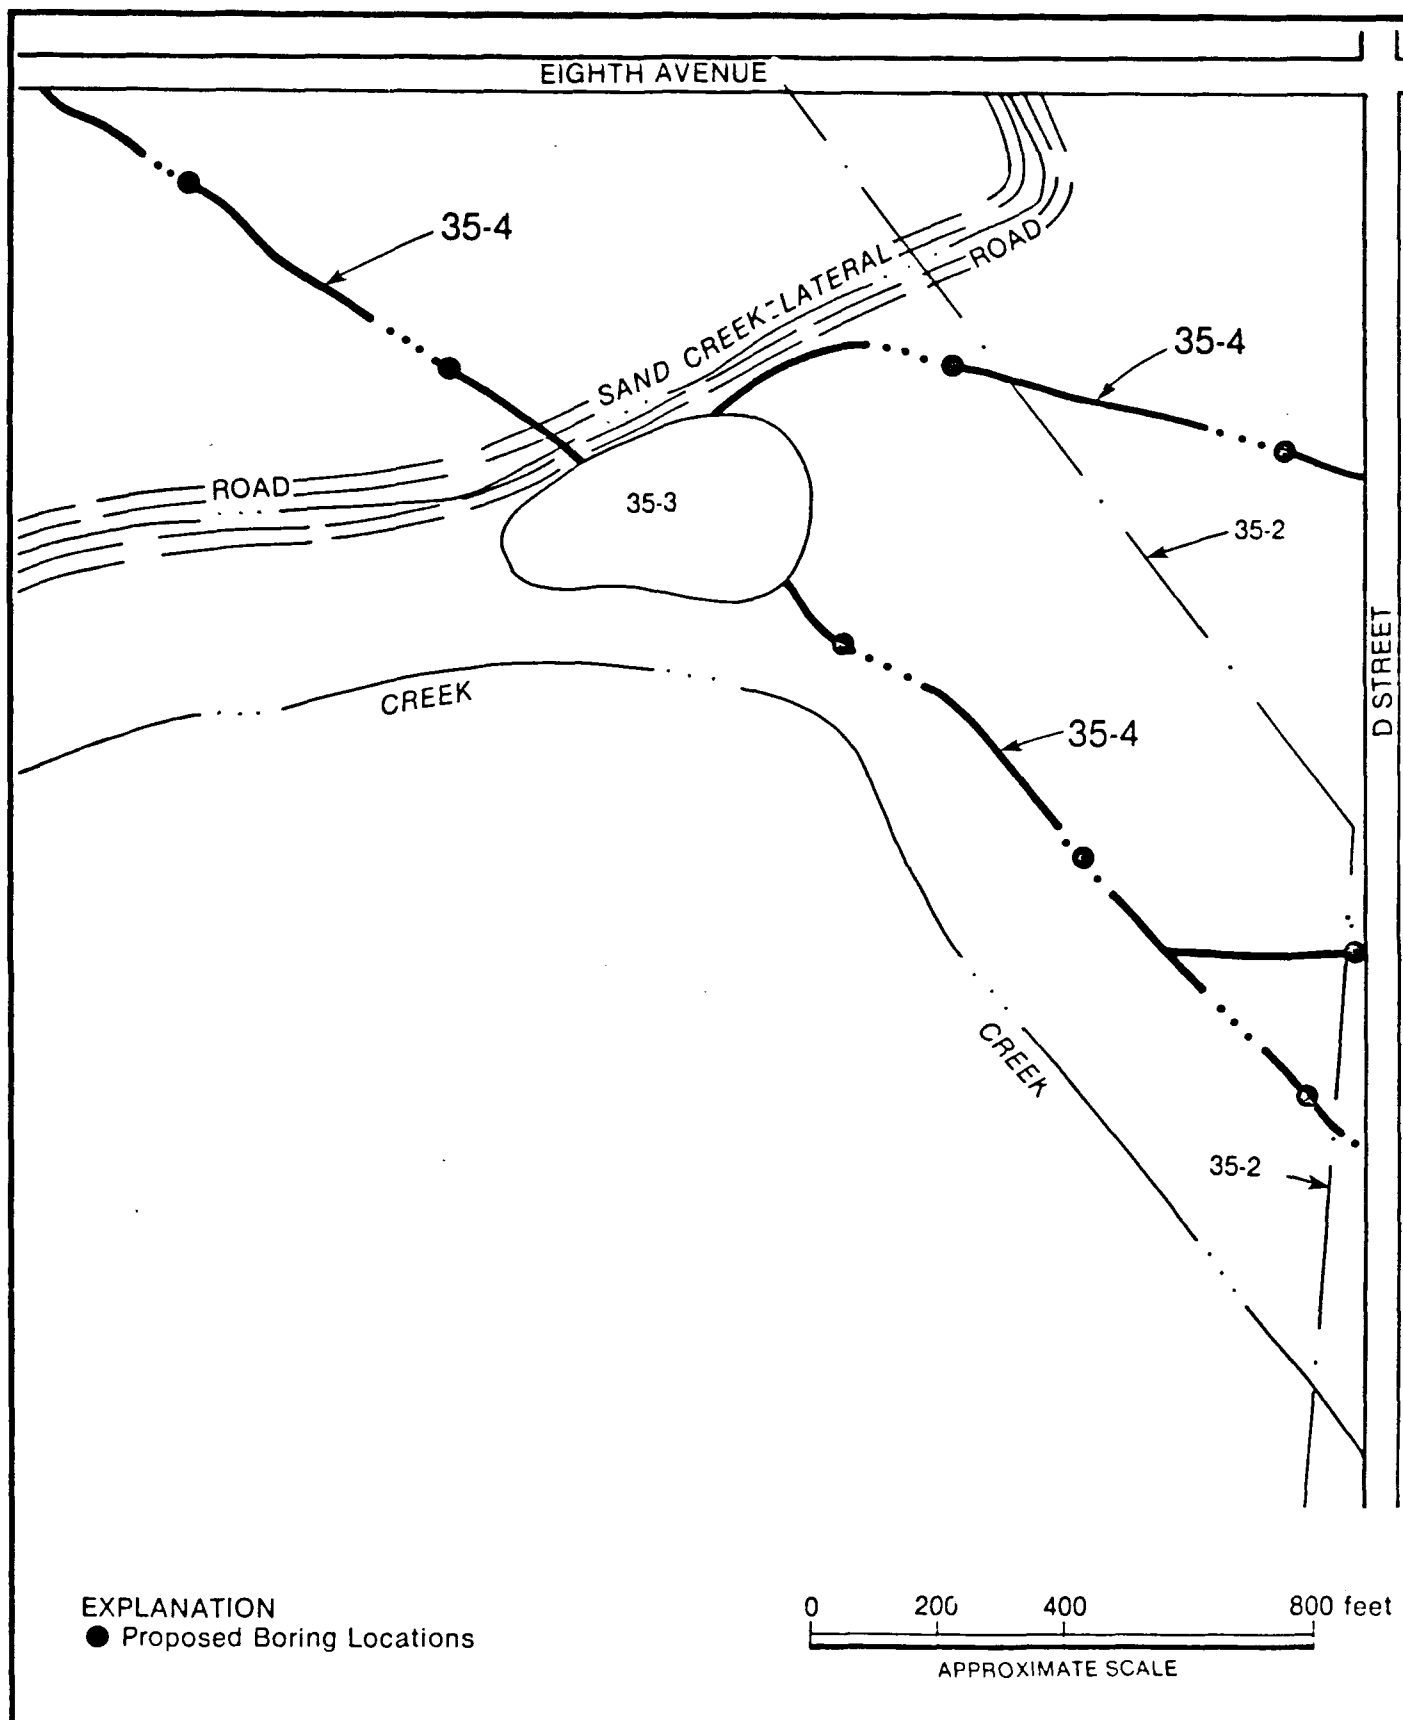 EIGHTH AVENUE
35-4
SAND CREEK LATERAL
ROAD
35-4
ROAD
35-3
35-2
D STREET
CREEK
35-4
CREEK
35-2
EXPLANATION
Proposed Boring Locations
0 200 400 800 feet
APPROXIMATE SCALE